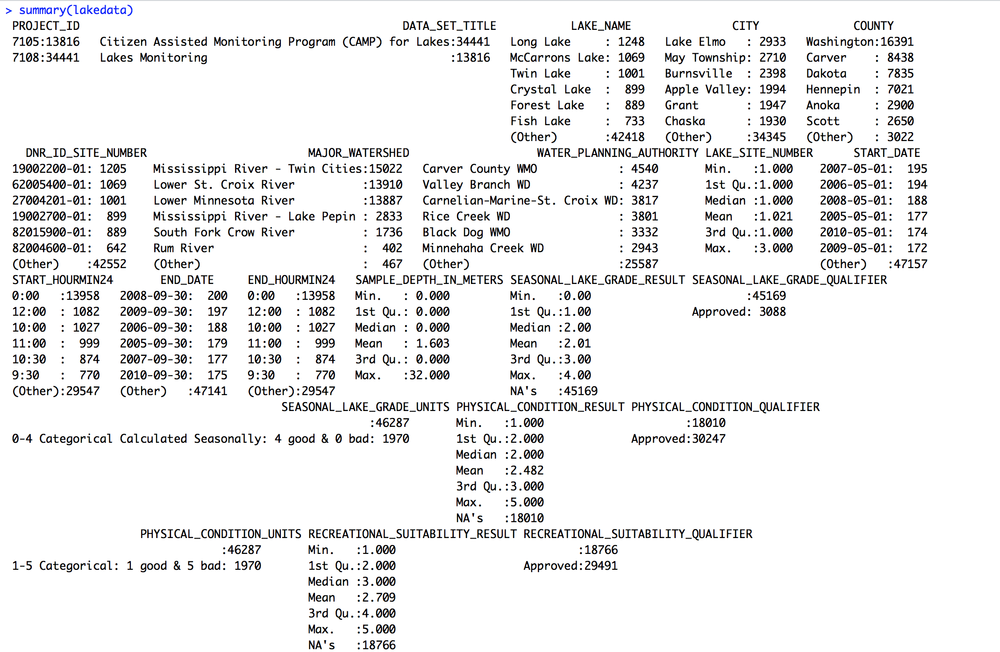 > summary(lakedata)
PROJECT_ID DATA_SET_TITLE LAKE_NAME CITY COUNTY
7105:13816 Citizen Assisted Monitoring Program (CAMP) for Lakes:34441 Long Lake : 1248 Lake Elmo : 2933 Washington:16391
7108:34441 Lakes Monitoring :13816 McCarrons Lake: 1069 May Township: 2710 Carver : 8438
Twin Lake : 1001 Burnsville : 2398 Dakota : 7835
Crystal Lake : 899 Apple Valley: 1994 Hennepin : 7021
Forest Lake : 889 Grant : 1947 Anoka : 2900
Fish Lake : 733 Chaska : 1930 Scott : 2650
(Other) :42418 (Other) :34345 (Other) : 3022
DNR_ID_SITE_NUMBER MAJOR_WATERSHED WATER_PLANNING_AUTHORITY LAKE_SITE_NUMBER START_DATE
19002200-01: 1205 Mississippi River - Twin Cities:15022 Carver County WMO : 4540 Min. :1.000 2007-05-01: 195
62005400-01: 1069 Lower St. Croix River :13910 Valley Branch WD : 4237 1st Qu.:1.000 2006-05-01: 194
27004201-01: 1001 Lower Minnesota River :13887 Carnelian-Marine-St. Croix WD: 3817 Median :1.000 2008-05-01: 188
19002700-01: 899 Mississippi River - Lake Pepin : 2833 Rice Creek WD : 3801 Mean :1.021 2005-05-01: 177
82015900-01: 889 South Fork Crow River : 1736 Black Dog WMO : 3332 3rd Qu.:1.000 2010-05-01: 174
82004600-01: 642 Rum River : 402 Minnehaha Creek WD : 2943 Max. :3.000 2009-05-01: 172
(Other) :42552 (Other) : 467 (Other) :25587 (Other) :47157
START_HOURMIN24 END_DATE END_HOURMIN24 SAMPLE_DEPTH_IN_METERS SEASONAL_LAKE_GRADE_RESULT SEASONAL_LAKE_GRADE_QUALIFIER
0:00 :13958 2008-09-30: 200 0:00 :13958 Min. : 0.000 Min. :0.00 :45169
12:00 : 1082 2009-09-30: 197 12:00 : 1082 1st Qu.: 0.000 1st Qu.:1.00 Approved: 3088
10:00 : 1027 2006-09-30: 188 10:00 : 1027 Median : 0.000 Median :2.00
11:00 : 999 2005-09-30: 179 11:00 : 999 Mean : 1.603 Mean :2.01
10:30 : 874 2007-09-30: 177 10:30 : 874 3rd Qu.: 0.000 3rd Qu.:3.00
9:30 : 770 2010-09-30: 175 9:30 : 770 Max. :32.000 Max. :4.00
(Other):29547 (Other) :47141 (Other):29547 NA's :45169
SEASONAL_LAKE_GRADE_UNITS PHYSICAL_CONDITION_RESULT PHYSICAL_CONDITION_QUALIFIER
:46287 Min. :1.000 :18010
0-4 Categorical Calculated Seasonally: 4 good & 0 bad: 1970 1st Qu.:2.000 Approved:30247
Median :2.000
Mean :2.482
3rd Qu.:3.000
Max. :5.000
NA's :18010
PHYSICAL_CONDITION_UNITS RECREATIONAL_SUITABILITY_RESULT RECREATIONAL_SUITABILITY_QUALIFIER
:46287 Min. :1.000 :18766
1-5 Categorical: 1 good & 5 bad: 1970 1st Qu.:2.000 Approved:29491
Median :3.000
Mean :2.709
3rd Qu.:4.000
Max. :5.000
NA's :18766